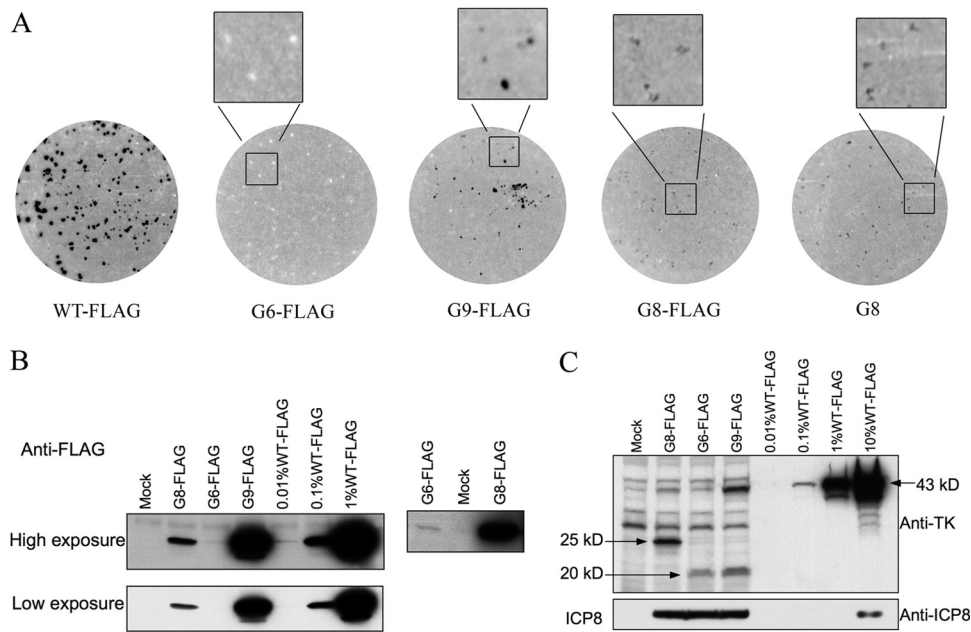 A
WT-FLAG
G6-FLAG
G9-FLAG
G8-FLAG
G8
B
Anti-FLAG
Mock
G8-FLAG
G6-FLAG
G9-FLAG
0.01%WT-FLAG
0.1%WT-FLAG
1%WT-FLAG
G6-FLAG
Mock
G8-FLAG
High exposure
Low exposure
C
Mock
G8-FLAG
G6-FLAG
G9-FLAG
0.01%WT-FLAG
0.1%WT-FLAG
1%WT-FLAG
10%WT-FLAG
43 kD
Anti-TK
25 kD
20 kD
ICP8
Anti-ICP8